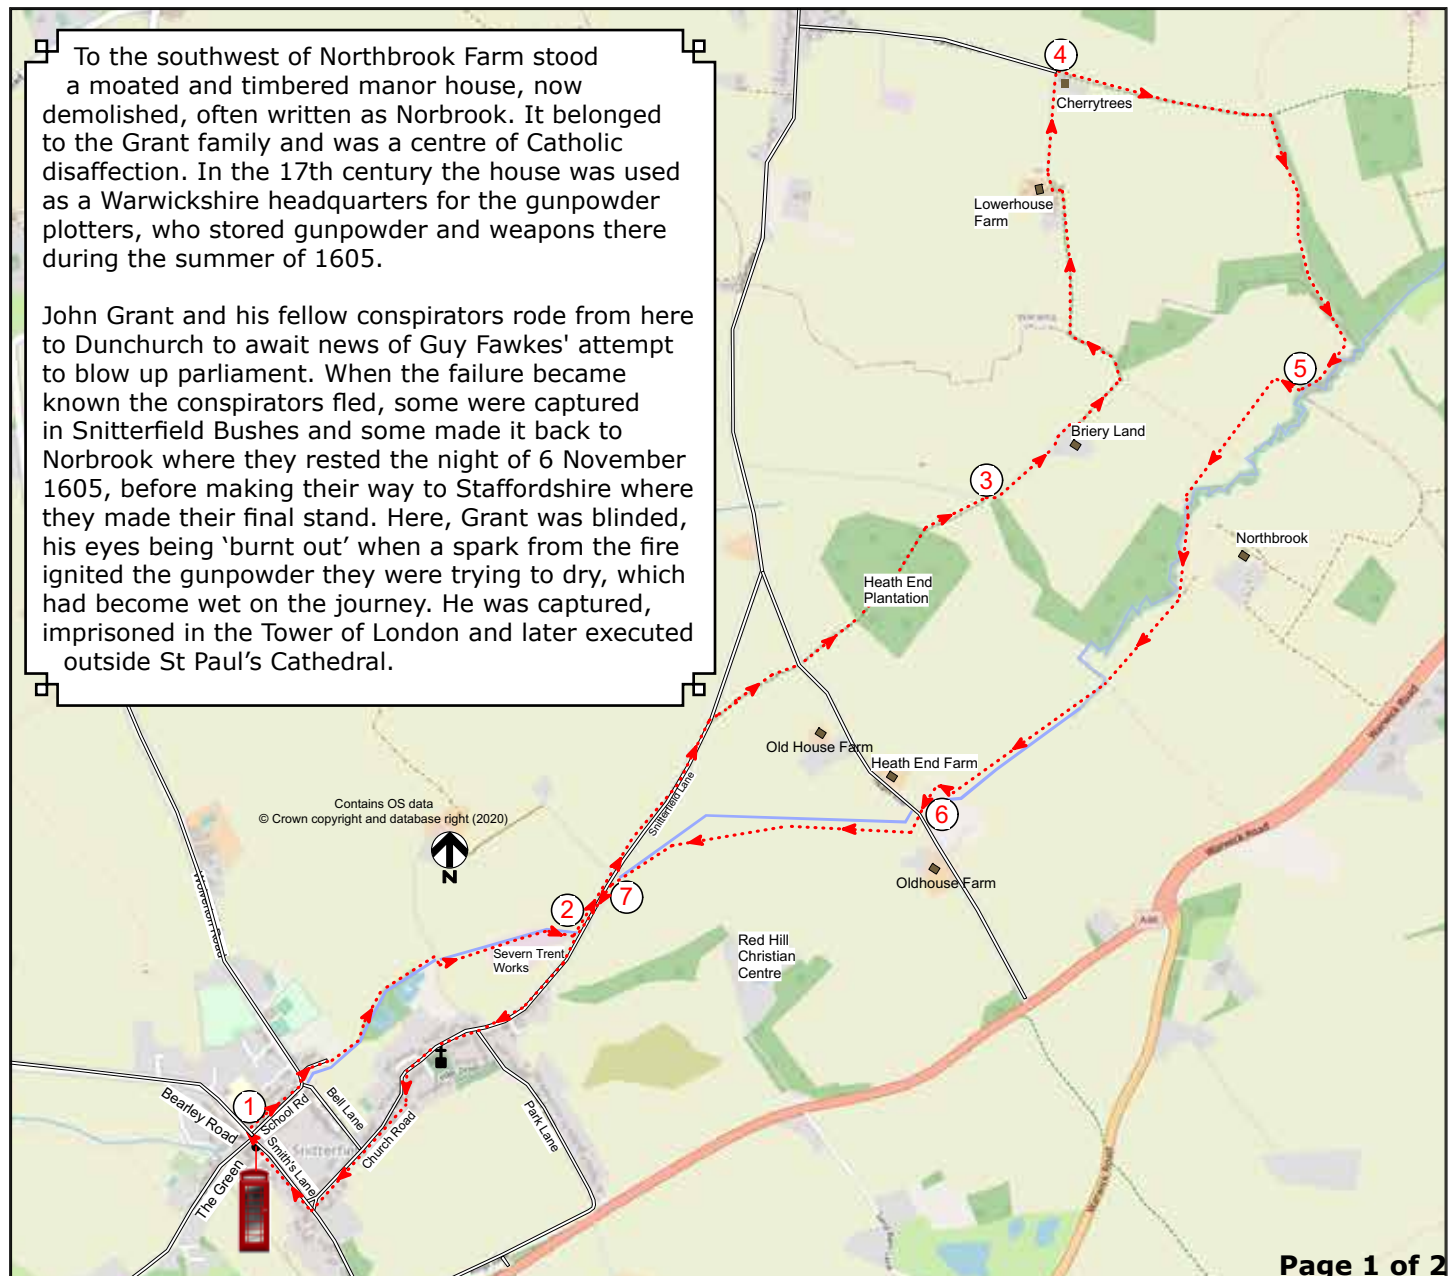 To the southwest of Northbrook Farm stood
a moated and timbered manor house, now
demolished, often written as Norbrook. It belonged
to the Grant family and was a centre of Catholic
disaffection. In the 17th century the house was used
as a Warwickshire headquarters for the gunpowder
plotters, who stored gunpowder and weapons there
during the summer of 1605.
John Grant and his fellow conspirators rode from here
to Dunchurch to await news of Guy Fawkes' attempt
to blow up parliament. When the failure became
known the conspirators fled, some were captured
in Snitterfield Bushes and some made it back to
Norbrook where they rested the night of 6 November
1605, before making their way to Staffordshire where
they made their final stand. Here, Grant was blinded,
his eyes being ‘burnt out’ when a spark from the fire
ignited the gunpowder they were trying to dry, which
had become wet on the journey. He was captured,
imprisoned in the Tower of London and later executed
outside St Paul’s Cathedral.
4
Cherrytrees
Lowerhouse
Farm
5
Briery Land
3
Northbrook
Heath End
Plantation
Warwick Road
Old House Farm
Heath End Farm
Snitterfield Lane
Contains OS data
© Crown copyright and database right (2020)
N
6
Warwick Road
Oldhouse Farm
7
2
A46
Red Hill
Christian
Centre
Severn Trent
Works
Wolverton Road
1
Bearley Road
School Rd
Bell Lane
Church Road
Park Lane
Smith's Lane
The Green
Snitterfield
Warwick Road
Page 1 of 2